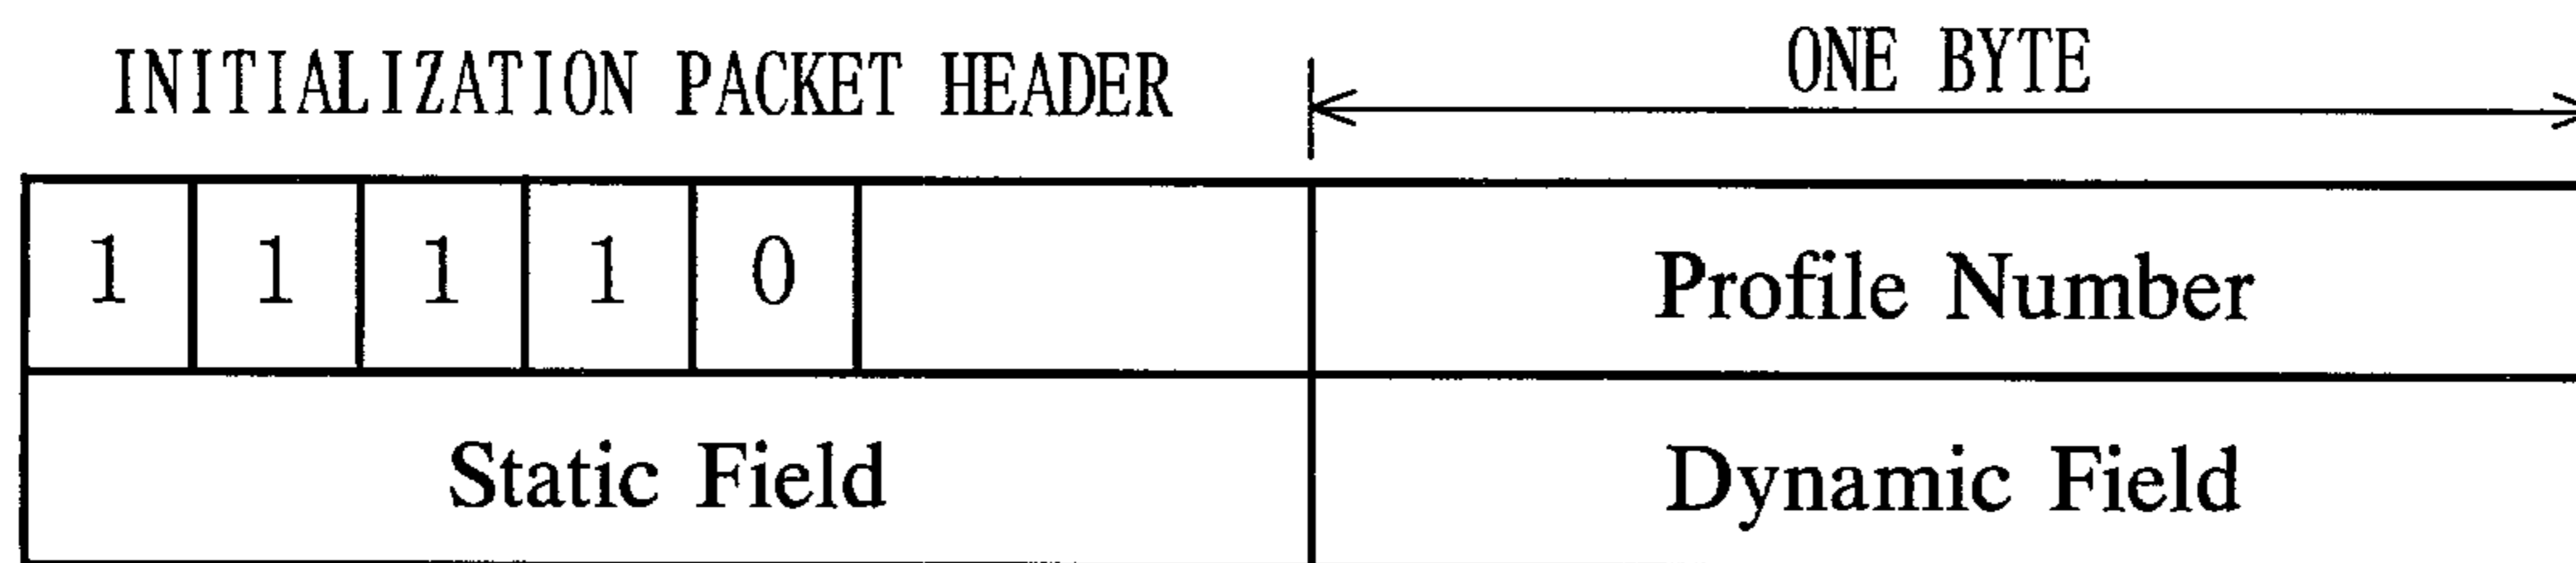 INITIALIZATION PACKET HEADER ONE BYTE
1 1 1 1 0 Profile Number
Static Field Dynamic Field